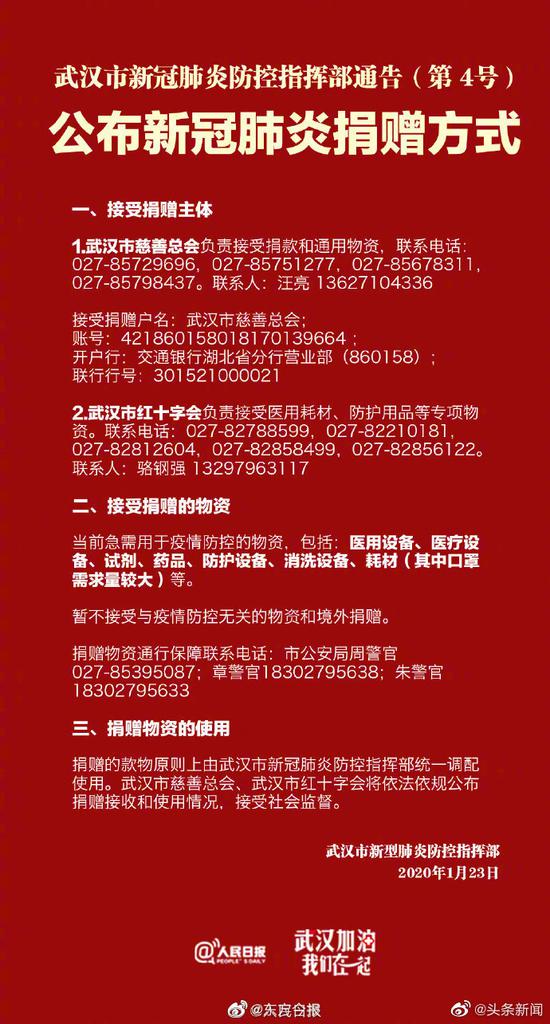 武汉市新冠肺炎防控指挥部通告（第 4号）
公布新冠肺炎捐赠方式
一、接受捐赠主体
1.武汉市慈善总会负责接受捐款和通用物资，联系电话：
027-85729696，027-85751277，027-85678311，
027-85798437。联系人：汪亮 13627104336
接受捐赠户名：武汉市慈善总会；
账号：421860158018170139664 ；
开户行：交通银行湖北省分行营业部（860158）；
联行行号：301521000021
2.武汉市红十字会负责接受医用耗材、防护用品等专项物
资。联系电话：027-82788599，027-82210181，
027-82812604，027-82858499，027-82856122。
联系人：骆钢强 13297963117
二、接受捐赠的物资
当前急需用于疫情防控的物资，包括：医用设备、医疗设
备、试剂、药品、防护设备、消洗设备、耗材（其中口罩
需求量较大）等。
暂不接受与疫情防控无关的物资和境外捐赠。
捐赠物资通行保障联系电话：市公安局周警官
027-85395087；章警官18302795638；朱警官
18302795633
三、捐赠物资的使用
捐赠的款物原则上由武汉市新冠肺炎防控指挥部统一调配
使用。武汉市慈善总会、武汉市红十字会将依法依规公布
捐赠接收和使用情况，接受社会监督。
武汉市新型肺炎防控指挥部
2020年1月23日
@人民日报
PEOPLE'S DAILY
武汉加油
我们在一起
@头条新闻